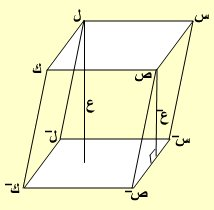 ل س
ك ص
ع ع
ل َ س َ
ك َ ص َ